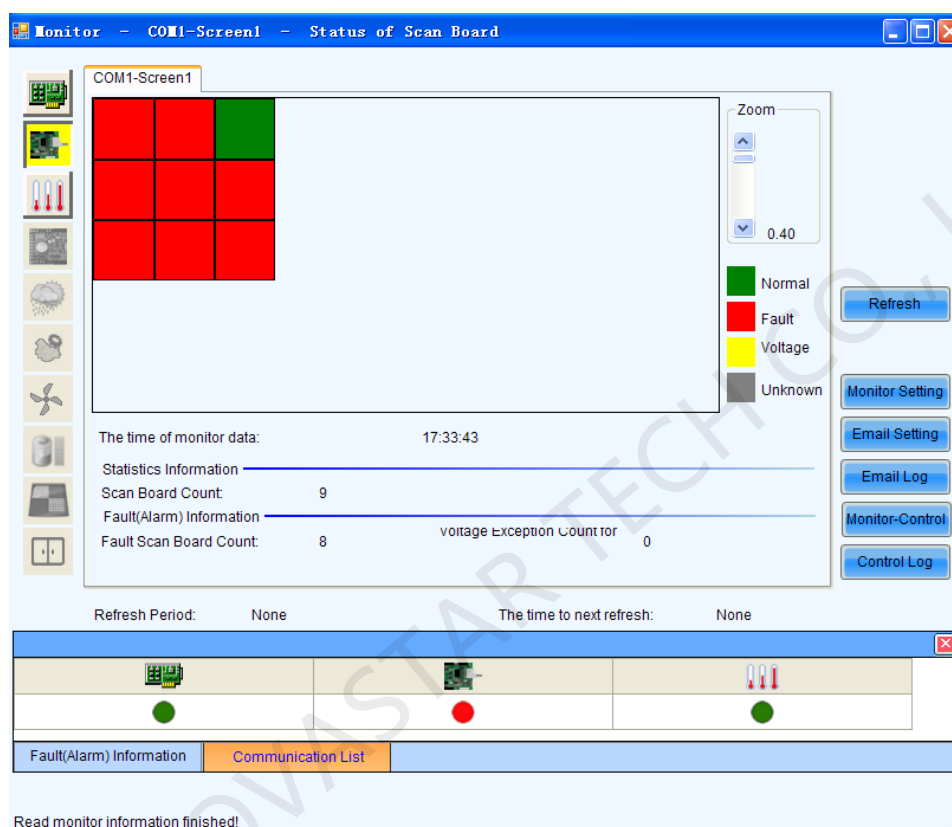 Monitor - COM1-Screen1 - Status of Scan Board
COM1-Screen1
Zoom
0.40
Normal
Fault
Voltage
Unknown
Refresh
Monitor Setting
Email Setting
Email Log
Monitor-Control
Control Log
The time of monitor data: 17:33:43
Statistics Information
Scan Board Count: 9
Fault(Alarm) Information
Fault Scan Board Count: 8 Voltage Exception Count for 0
Refresh Period: None The time to next refresh: None
Fault(Alarm) Information Communication List
Read monitor information finished!
OVASTAR TECH CO., L